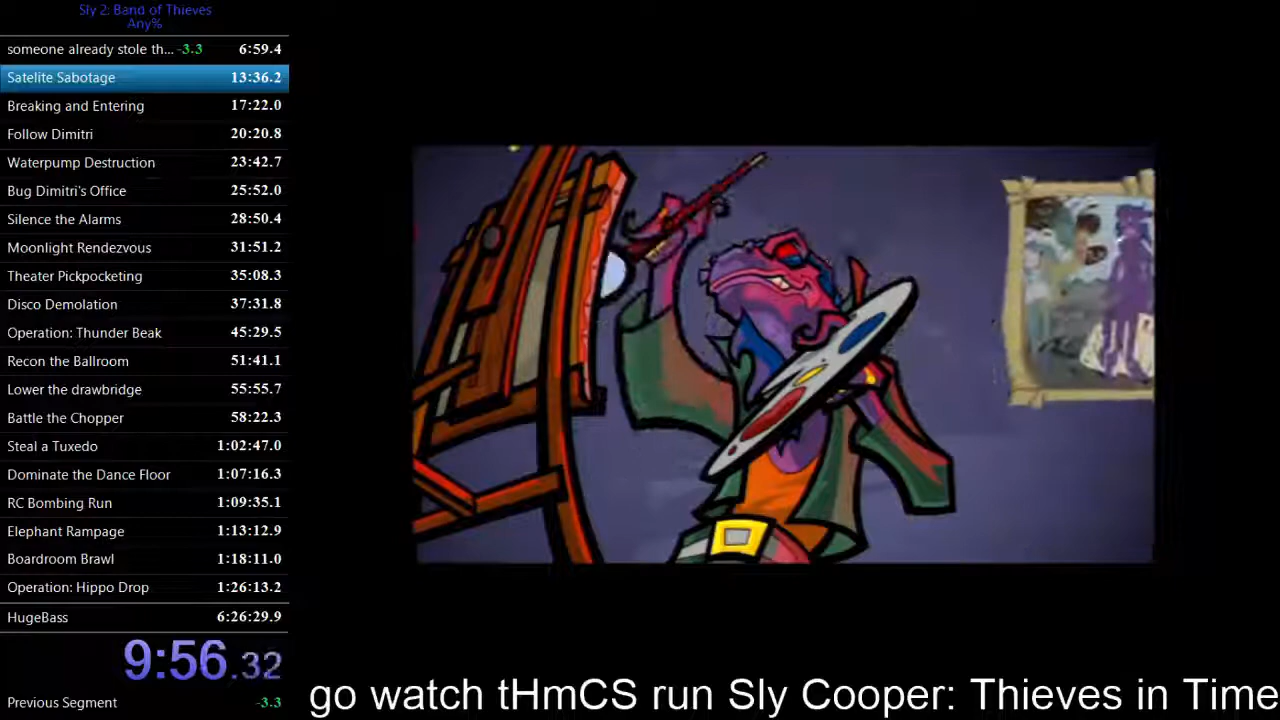 Sly 2: Band of Thieves
Any%
someone already stole th... -3.3 6:59.4
Satelite Sabotage 13:36.2
Breaking and Entering 17:22.0
Follow Dimitri 20:20.8
Waterpump Destruction 23:42.7
Bug Dimitri's Office 25:52.0
Silence the Alarms 28:50.4
Moonlight Rendezvous 31:51.2
Theater Pickpocketing 35:08.3
Disco Demolation 37:31.8
Operation: Thunder Beak 45:29.5
Recon the Ballroom 51:41.1
Lower the drawbridge 55:55.7
Battle the Chopper 58:22.3
Steal a Tuxedo 1:02:47.0
Dominate the Dance Floor 1:07:16.3
RC Bombing Run 1:09:35.1
Elephant Rampage 1:13:12.9
Boardroom Brawl 1:18:11.0
Operation: Hippo Drop 1:26:13.2
HugeBass 6:26:29.9
9:56.32
Previous Segment -3.3
go watch tHmCS run Sly Cooper: Thieves in Time